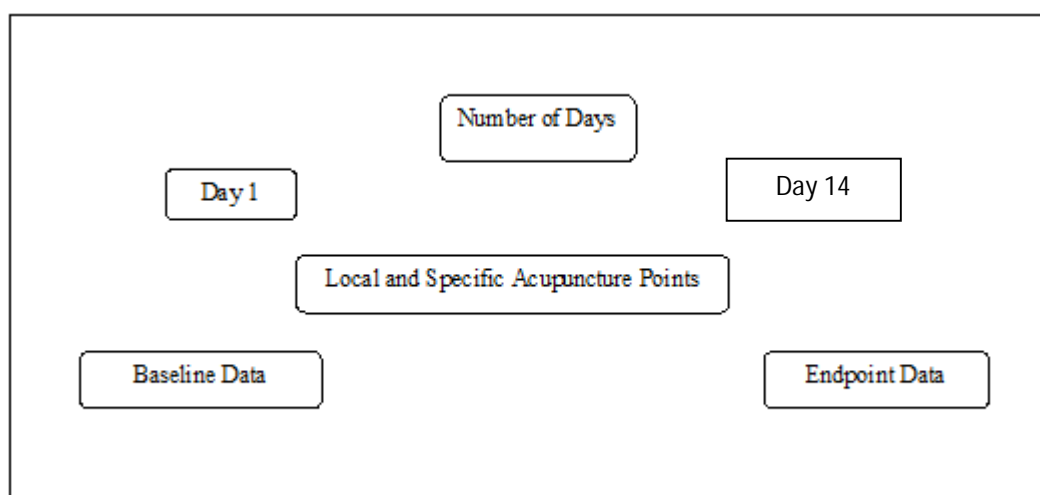 Number of Days
Day 1
Day 14
Local and Specific Acupuncture Points
Baseline Data
Endpoint Data